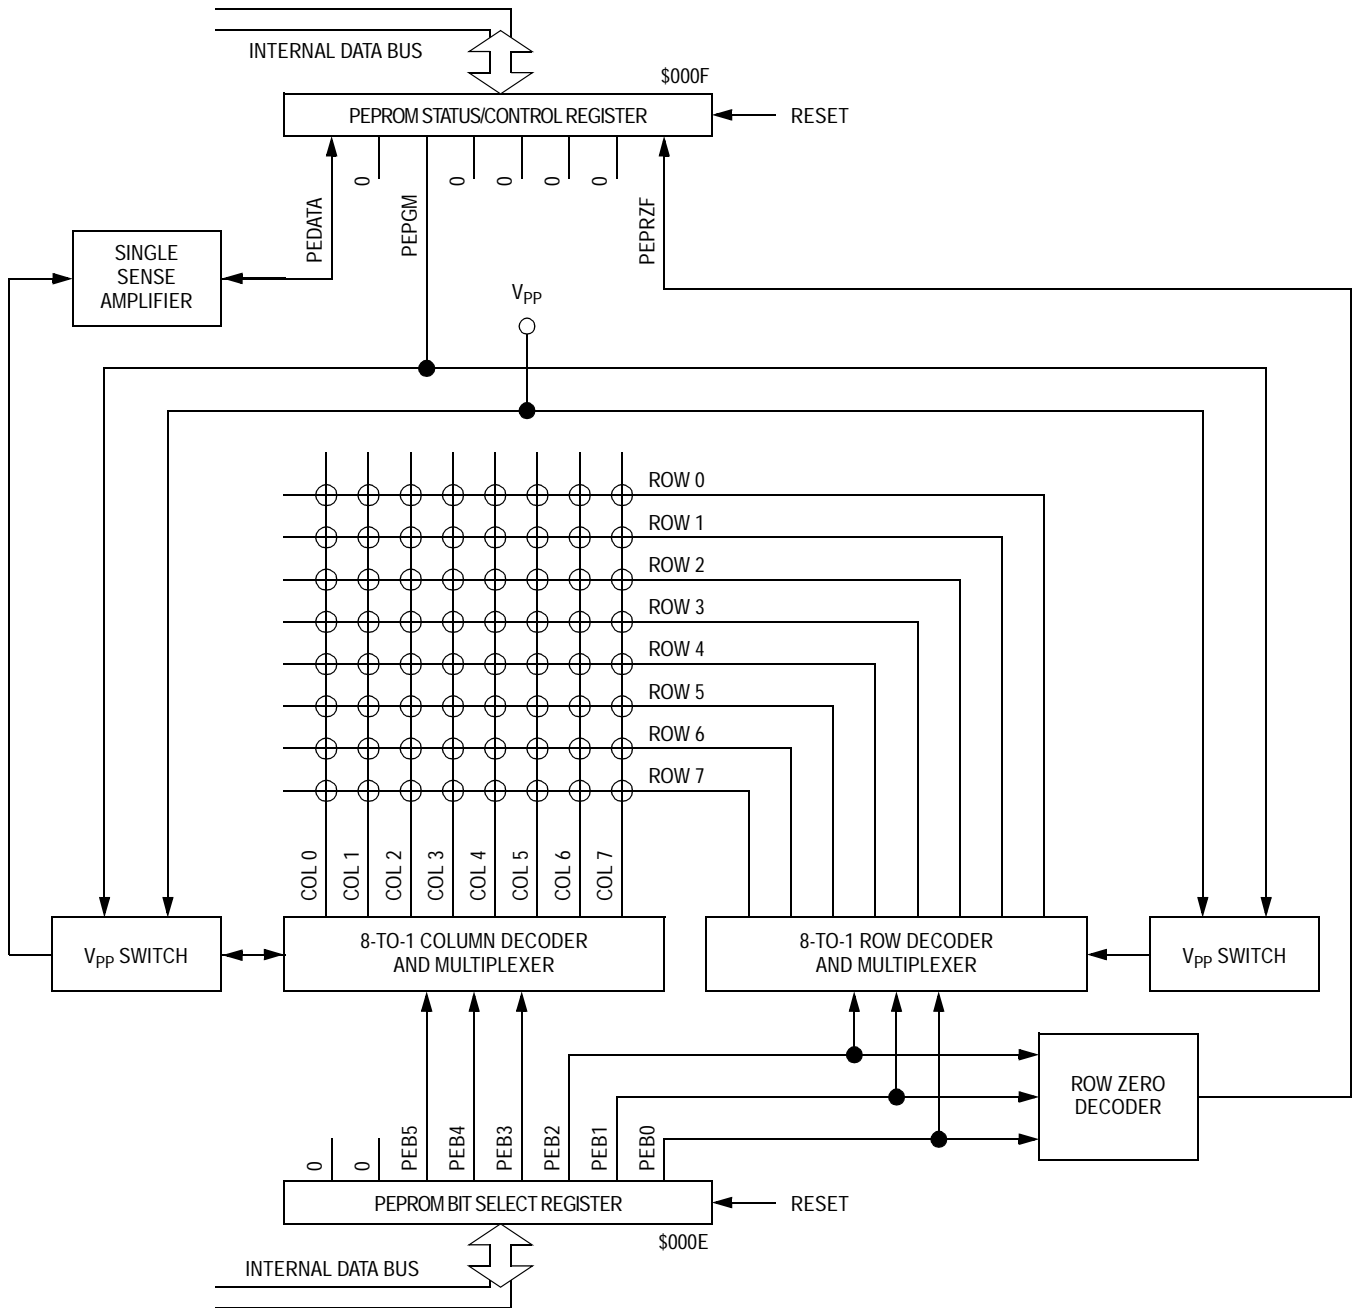 INTERNAL DATA BUS
$000F
PEPROM STATUS/CONTROL REGISTER
RESET
PEDATA
0
PEPGM
0
0
0
0
PEPRZF
SINGLE
SENSE
AMPLIFIER
VPP
ROW 0
ROW 1
ROW 2
ROW 3
ROW 4
ROW 5
ROW 6
ROW 7
COL 0
COL 1
COL 2
COL 3
COL 4
COL 5
COL 6
COL 7
VPP SWITCH
8-TO-1 COLUMN DECODER
AND MULTIPLEXER
8-TO-1 ROW DECODER
AND MULTIPLEXER
VPP SWITCH
ROW ZERO
DECODER
0
0
PEB5
PEB4
PEB3
PEB2
PEB1
PEB0
PEPROM BIT SELECT REGISTER
RESET
$000E
INTERNAL DATA BUS